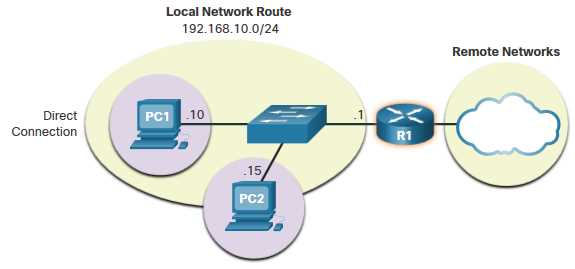 Local Network Route
192.168.10.0/24
Remote Networks
Direct
Connection
PC1
.10
.1
R1
.15
PC2